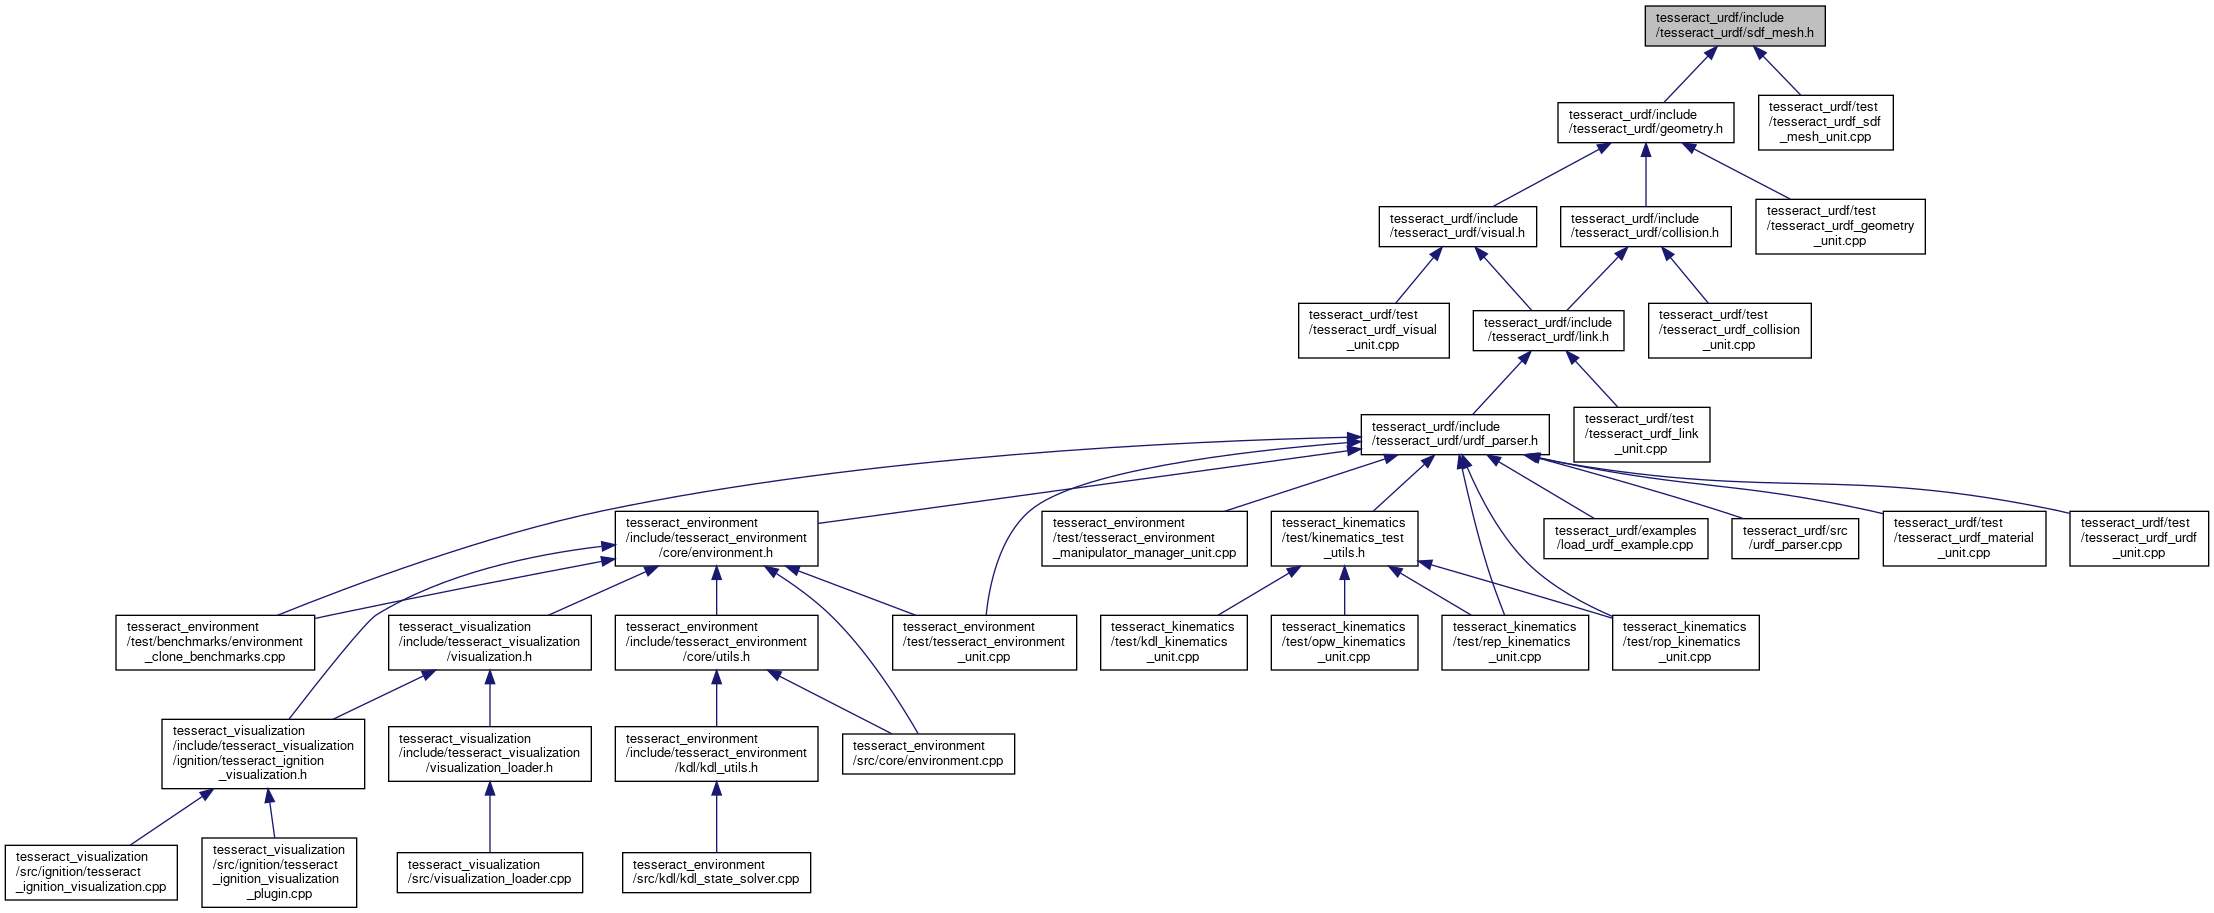 tesseract_urdf/include
/tesseract_urdf/sdf_mesh.h
tesseract_urdf/include
/tesseract_urdf/geometry.h
tesseract_urdf/test
/tesseract_urdf_sdf
_mesh_unit.cpp
tesseract_urdf/include
/tesseract_urdf/visual.h
tesseract_urdf/include
/tesseract_urdf/collision.h
tesseract_urdf/test
/tesseract_urdf_geometry
_unit.cpp
tesseract_urdf/test
/tesseract_urdf_visual
_unit.cpp
tesseract_urdf/include
/tesseract_urdf/link.h
tesseract_urdf/test
/tesseract_urdf_collision
_unit.cpp
tesseract_urdf/include
/tesseract_urdf/urdf_parser.h
tesseract_urdf/test
/tesseract_urdf_link
_unit.cpp
tesseract_environment
/include/tesseract_environment
/core/environment.h
tesseract_environment
/test/tesseract_environment
_manipulator_manager_unit.cpp
tesseract_kinematics
/test/kinematics_test
_utils.h
tesseract_urdf/examples
/load_urdf_example.cpp
tesseract_urdf/src
/urdf_parser.cpp
tesseract_urdf/test
/tesseract_urdf_material
_unit.cpp
tesseract_urdf/test
/tesseract_urdf_urdf
_unit.cpp
tesseract_environment
/test/benchmarks/environment
_clone_benchmarks.cpp
tesseract_visualization
/include/tesseract_visualization
/visualization.h
tesseract_environment
/include/tesseract_environment
/core/utils.h
tesseract_environment
/test/tesseract_environment
_unit.cpp
tesseract_kinematics
/test/kdl_kinematics
_unit.cpp
tesseract_kinematics
/test/opw_kinematics
_unit.cpp
tesseract_kinematics
/test/rep_kinematics
_unit.cpp
tesseract_kinematics
/test/rop_kinematics
_unit.cpp
tesseract_visualization
/include/tesseract_visualization
/ignition/tesseract_ignition
_visualization.h
tesseract_visualization
/include/tesseract_visualization
/visualization_loader.h
tesseract_environment
/include/tesseract_environment
/kdl/kdl_utils.h
tesseract_environment
/src/core/environment.cpp
tesseract_visualization
/src/ignition/tesseract
_ignition_visualization.cpp
tesseract_visualization
/src/ignition/tesseract
_ignition_visualization
_plugin.cpp
tesseract_visualization
/src/visualization_loader.cpp
tesseract_environment
/src/kdl/kdl_state_solver.cpp